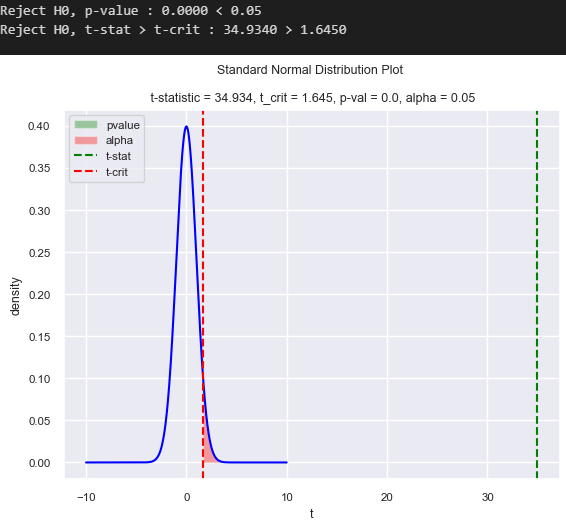 Reject H0, p-value : 0.0000 < 0.05
Reject H0, t-stat > t-crit : 34.9340 > 1.6450
Standard Normal Distribution Plot
t-statistic = 34.934, t_crit = 1.645, p-val = 0.0, alpha = 0.05
pvalue
alpha
t-stat
t-crit
0.40
0.35
0.30
0.25
0.20
0.15
0.10
0.05
0.00
density
−10
0
10
20
30
t